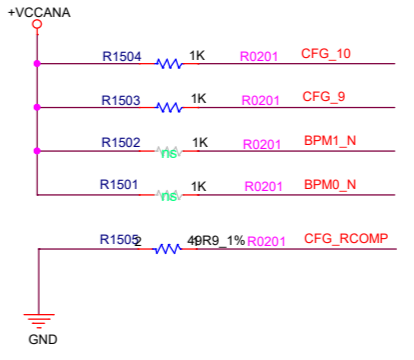 +VCCANA
R1504 1K R0201 CFG_10
R1503 1K R0201 CFG_9
R1502 1K R0201 BPM1_N
R1501 1K R0201 BPM0_N
R1505 2 1 49R9_1% R0201 CFG_RCOMP
GND